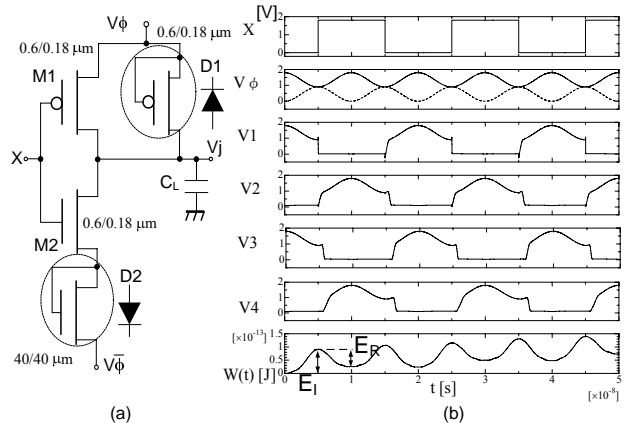 (a)
Vϕ
0.6/0.18 μm
0.6/0.18 μm
M1
D1
X
Vj
C_L
0.6/0.18 μm
M2
D2
40/40 μm
Vϕ̅
(a)
[V]
X
2
1
0
Vϕ
2
1
0
V1
2
1
0
V2
2
1
0
V3
2
1
0
V4
2
1
0
[×10⁻¹³]
1.5
1
0.5
0
W(t) [J]
E_I
E_R
0 1 2 3 4 5
t [s]
[×10⁻⁸]
(b)